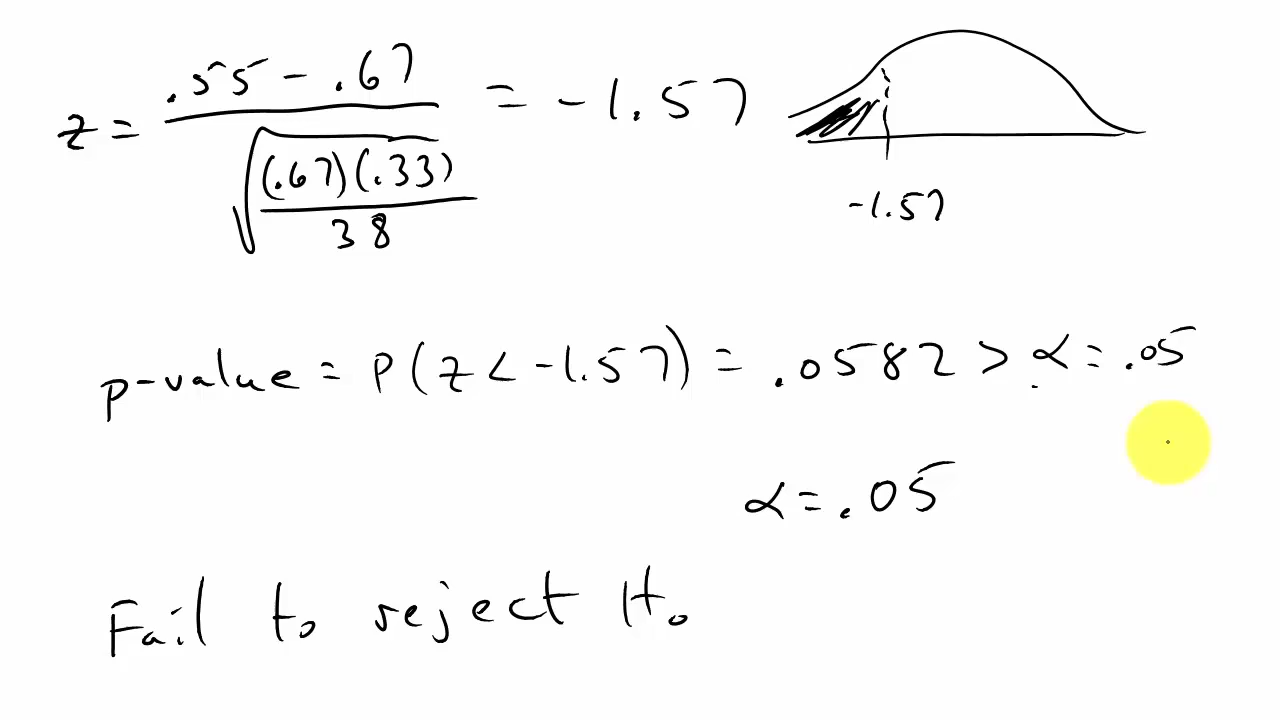 z = .55 - .67 / √((.67)(.33) / 38) = -1.57
-1.57
p-value = P(z < -1.57) = .0582 > α = .05
α = .05
Fail to reject H₀